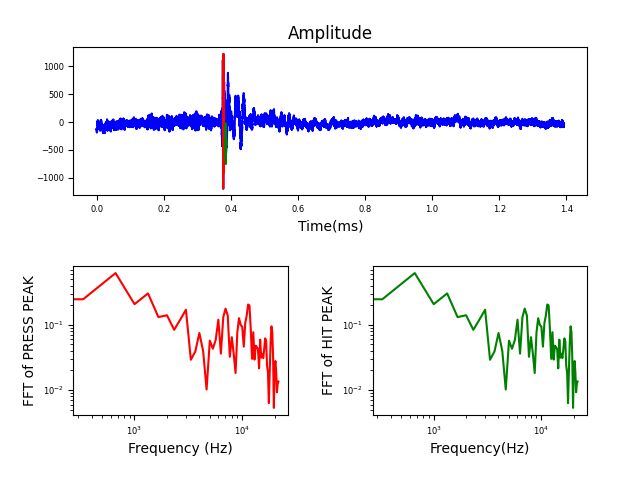 Amplitude
1000
500
0
−500
−1000
0.0 0.2 0.4 0.6 0.8 1.0 1.2 1.4
Time(ms)
FFT of PRESS PEAK
10⁻¹
10⁻²
10³ 10⁴
Frequency (Hz)
FFT of HIT PEAK
10⁻¹
10⁻²
10³ 10⁴
Frequency(Hz)